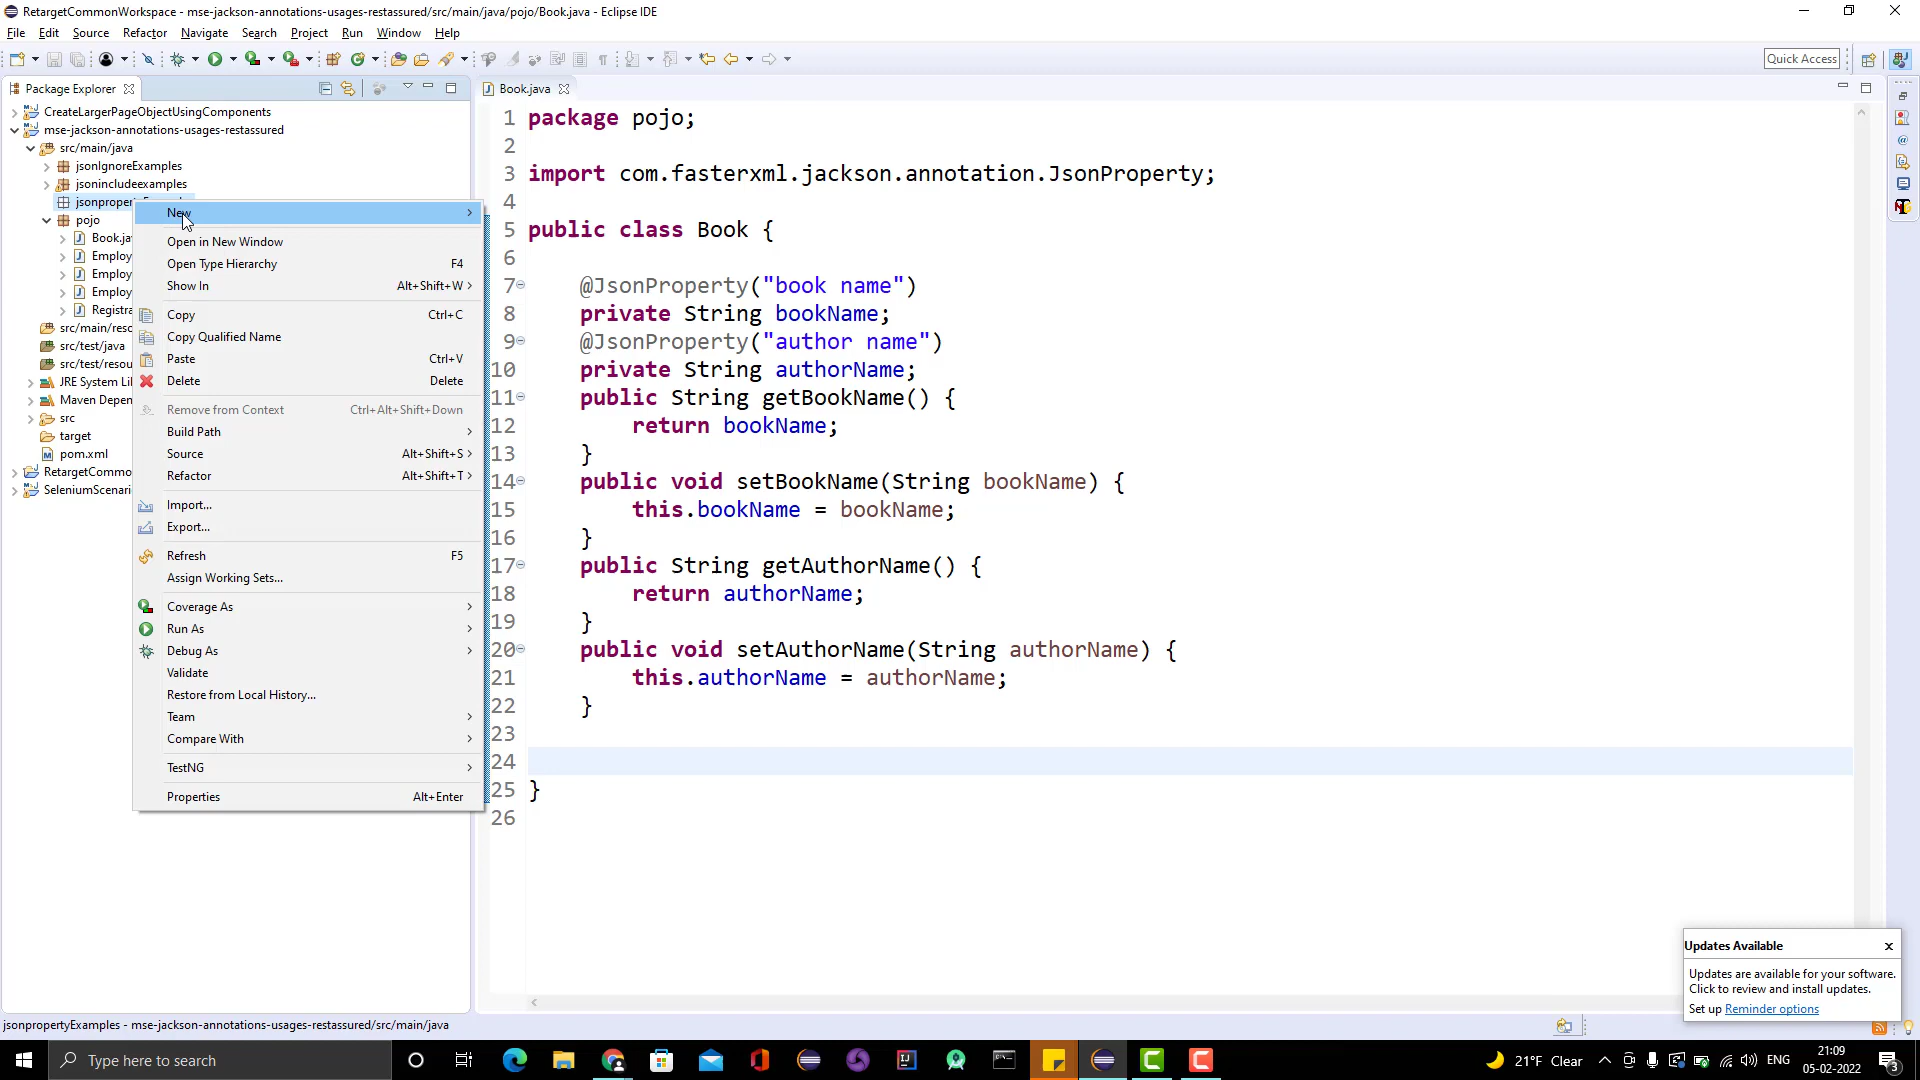 RetargetCommonWorkspace - mse-jackson-annotations-usages-restassured/src/main/java/pojo/Book.java - Eclipse IDE
File Edit Source Refactor Navigate Search Project Run Window Help
Quick Access
Package Explorer
Book.java
CreateLargerPageObjectUsingComponents
mse-jackson-annotations-usages-restassured
src/main/java
jsonIgnoreExamples
jsonincludeexamples
pojo
Book.ja
Employ
Employ
Employ
Registra
src/main/reso
src/test/java
src/test/resou
JRE System Lil
Maven Depen
src
target
pom.xml
RetargetCommo
SeleniumScenari
New
Open in New Window
Open Type Hierarchy F4
Show In Alt+Shift+W
Copy Ctrl+C
Copy Qualified Name
Paste Ctrl+V
Delete Delete
Remove from Context Ctrl+Alt+Shift+Down
Build Path
Source Alt+Shift+S
Refactor Alt+Shift+T
Import...
Export...
Refresh F5
Assign Working Sets...
Coverage As
Run As
Debug As
Validate
Restore from Local History...
Team
Compare With
TestNG
Properties Alt+Enter
1 package pojo;
2
3 import com.fasterxml.jackson.annotation.JsonProperty;
4
5 public class Book {
6
7 @JsonProperty("book name")
8 private String bookName;
9 @JsonProperty("author name")
10 private String authorName;
11 public String getBookName() {
12 return bookName;
13 }
14 public void setBookName(String bookName) {
15 this.bookName = bookName;
16 }
17 public String getAuthorName() {
18 return authorName;
19 }
20 public void setAuthorName(String authorName) {
21 this.authorName = authorName;
22 }
23
24
25 }
26
Updates Available
Updates are available for your software.
Click to review and install updates.
Set up Reminder options
jsonpropertyExamples - mse-jackson-annotations-usages-restassured/src/main/java
Type here to search
21°F Clear
ENG
21:09
05-02-2022
3